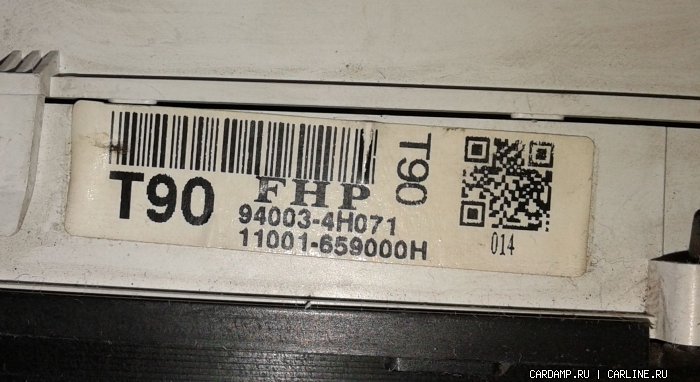 T90
FHP
T90
94003-4H071
11001-659000H
014
CARDAMP.RU | CARLINE.RU